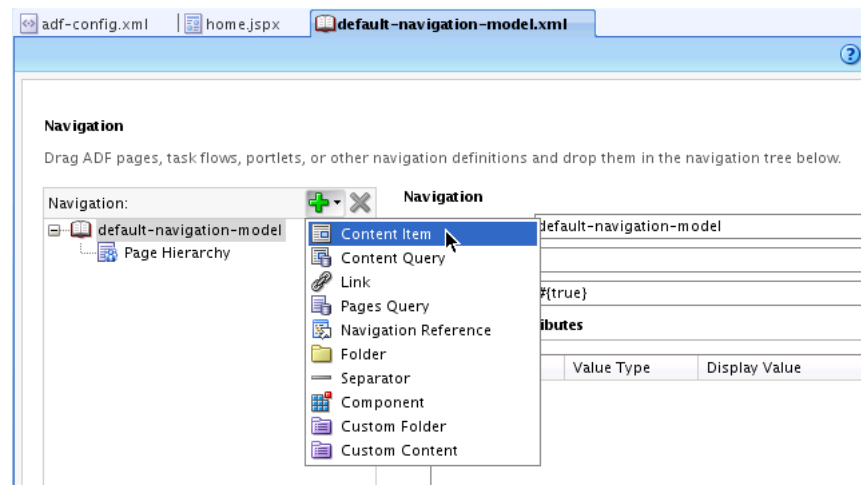 adf-config.xml home.jspx default-navigation-model.xml
?
Navigation
Drag ADF pages, task flows, portlets, or other navigation definitions and drop them in the navigation tree below.
Navigation: Navigation
default-navigation-model default-navigation-model
Content Item
Page Hierarchy
Content Query
Link
#{true}
Pages Query
Navigation Reference ibutes
Folder
Value Type Display Value
Separator
Component
Custom Folder
Custom Content